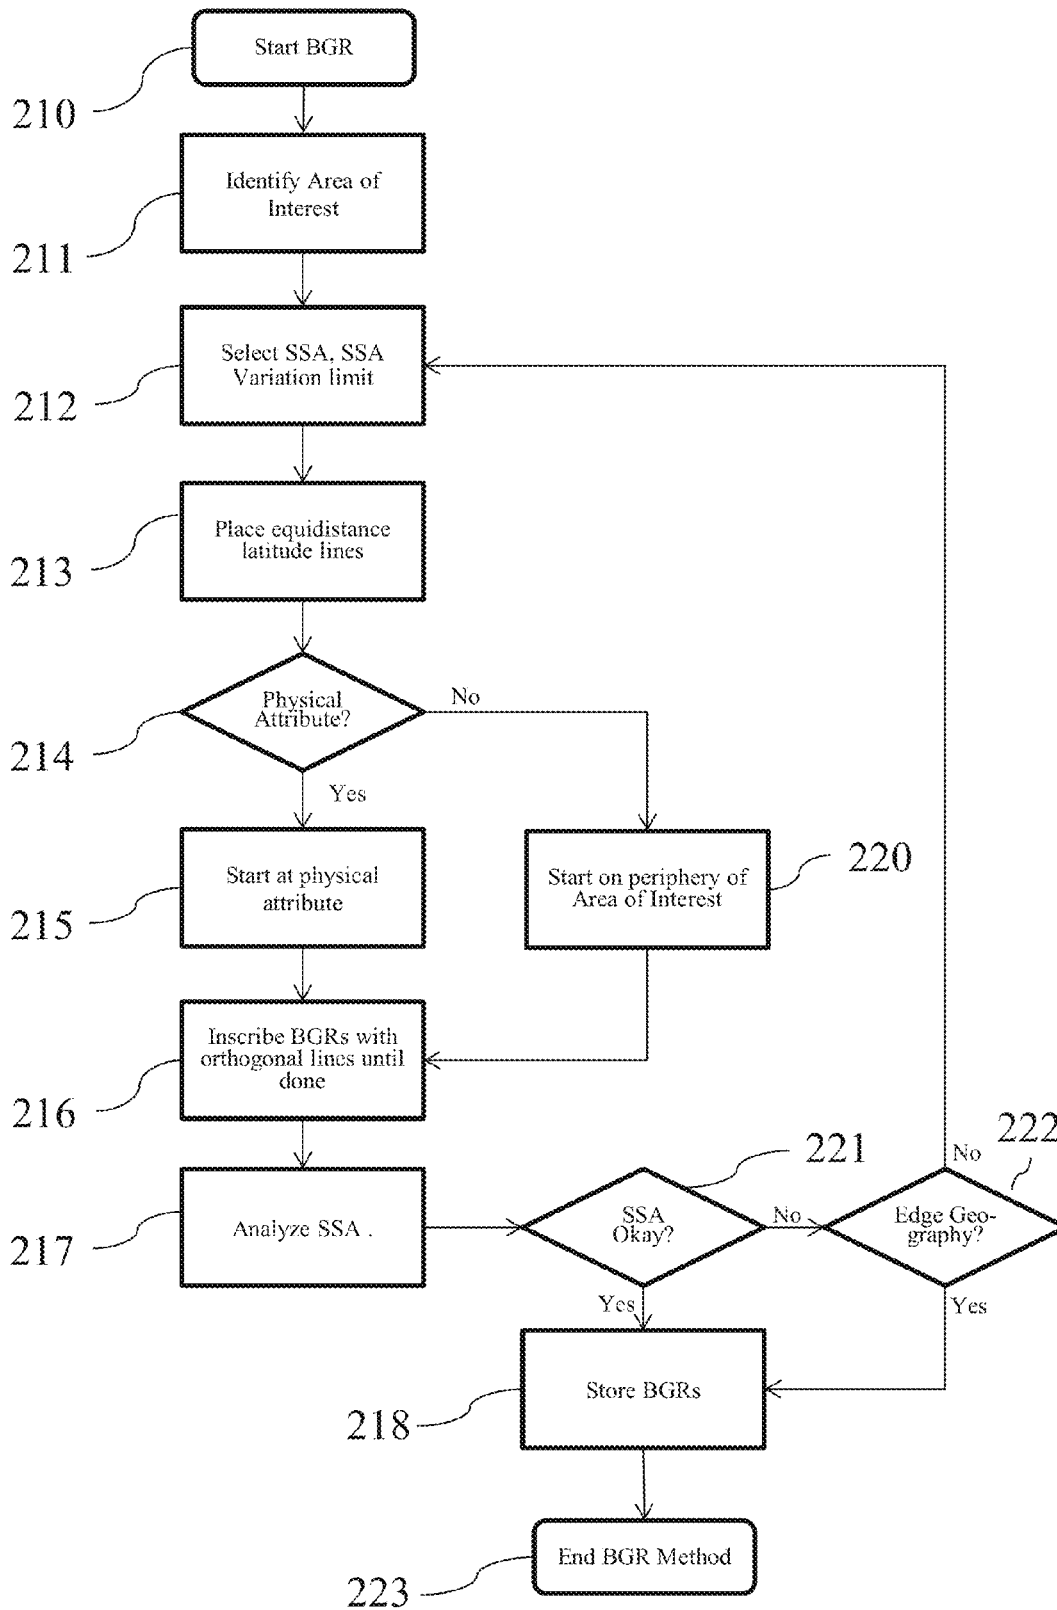 Start BGR
210
Identify Area of
Interest
211
Select SSA, SSA
Variation limit
212
Place equidistance
latitude lines
213
Physical
Attribute?
No
214
Yes
Start at physical
attribute
215
Start on periphery of
Area of Interest
220
Inscribe BGRs with
orthogonal lines until
done
216
Analyze SSA .
217
SSA
Okay?
221
No
Edge Geo-
graphy?
222
No
Yes
Yes
Store BGRs
218
End BGR Method
223